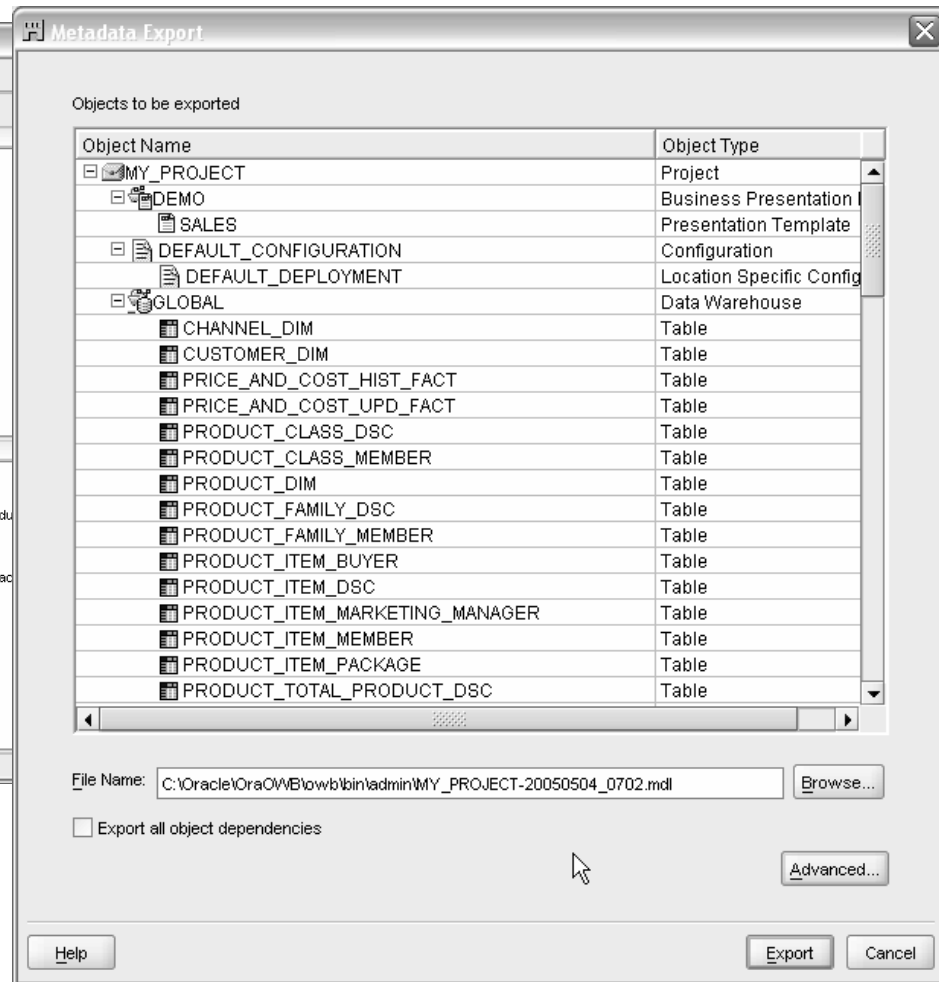 Metadata Export
Objects to be exported
Object Name Object Type
MY_PROJECT Project
DEMO Business Presentation
SALES Presentation Template
DEFAULT_CONFIGURATION Configuration
DEFAULT_DEPLOYMENT Location Specific Config
GLOBAL Data Warehouse
CHANNEL_DIM Table
CUSTOMER_DIM Table
PRICE_AND_COST_HIST_FACT Table
PRICE_AND_COST_UPD_FACT Table
PRODUCT_CLASS_DSC Table
PRODUCT_CLASS_MEMBER Table
PRODUCT_DIM Table
du
PRODUCT_FAMILY_DSC Table
PRODUCT_FAMILY_MEMBER Table
PRODUCT_ITEM_BUYER Table
ac
PRODUCT_ITEM_DSC Table
PRODUCT_ITEM_MARKETING_MANAGER Table
PRODUCT_ITEM_MEMBER Table
PRODUCT_ITEM_PACKAGE Table
PRODUCT_TOTAL_PRODUCT_DSC Table
File Name: C:\Oracle\OraOWB\owb\bin\admin\MY_PROJECT-20050504_0702.mdl Browse...
Export all object dependencies
Advanced...
Help Export Cancel